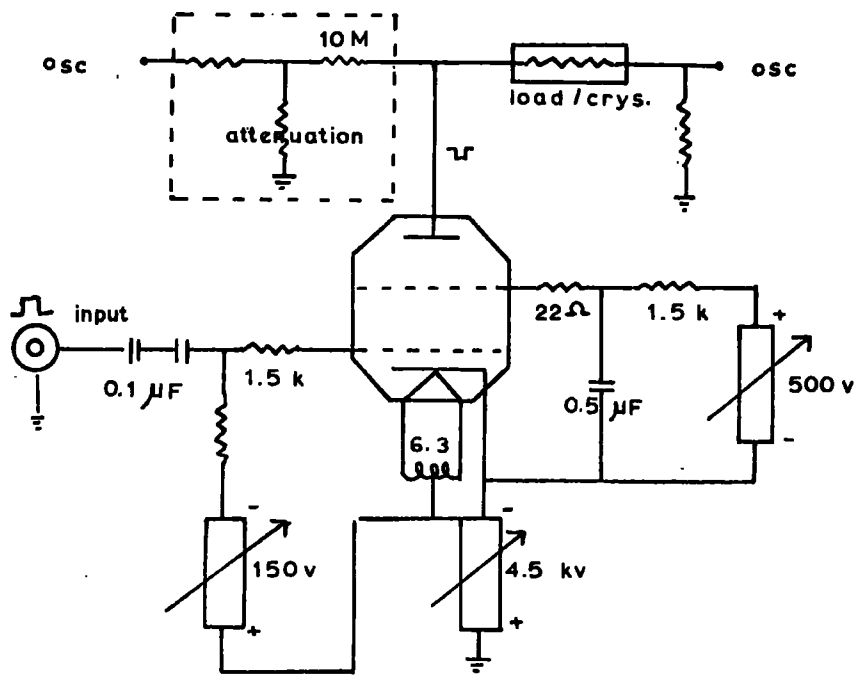 10 M
osc
osc
load/crys.
attenuation
input
22Ω
1.5 k
+
0.1 μF
1.5 k
0.5 μF
500 v
6.3
-
-
-
150 v
4.5 kv
+
+